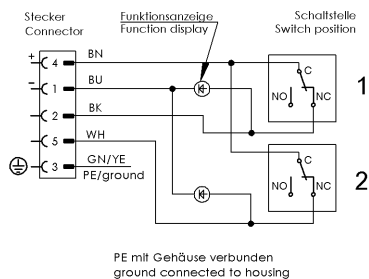 Stecker
Connector
Funktionsanzeige
Function display
Schaltstelle
Switch position
+ 4 BN
- 1 BU
2 BK
5 WH
3 GN/YE
PE/ground
C
NO NC
1
C
NO NC
2
PE mit Gehäuse verbunden
ground connected to housing